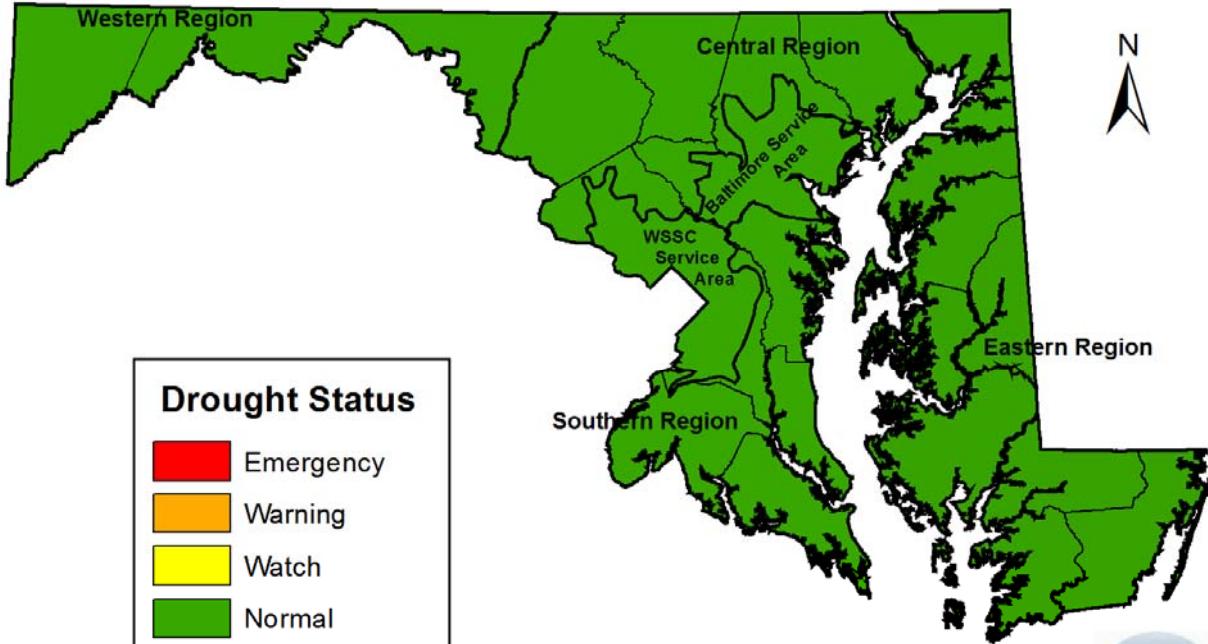 Western Region
Central Region
N
Baltimore Service
Area
WSSC
Service
Area
Eastern Region
Southern Region
Drought Status
Emergency
Warning
Watch
Normal